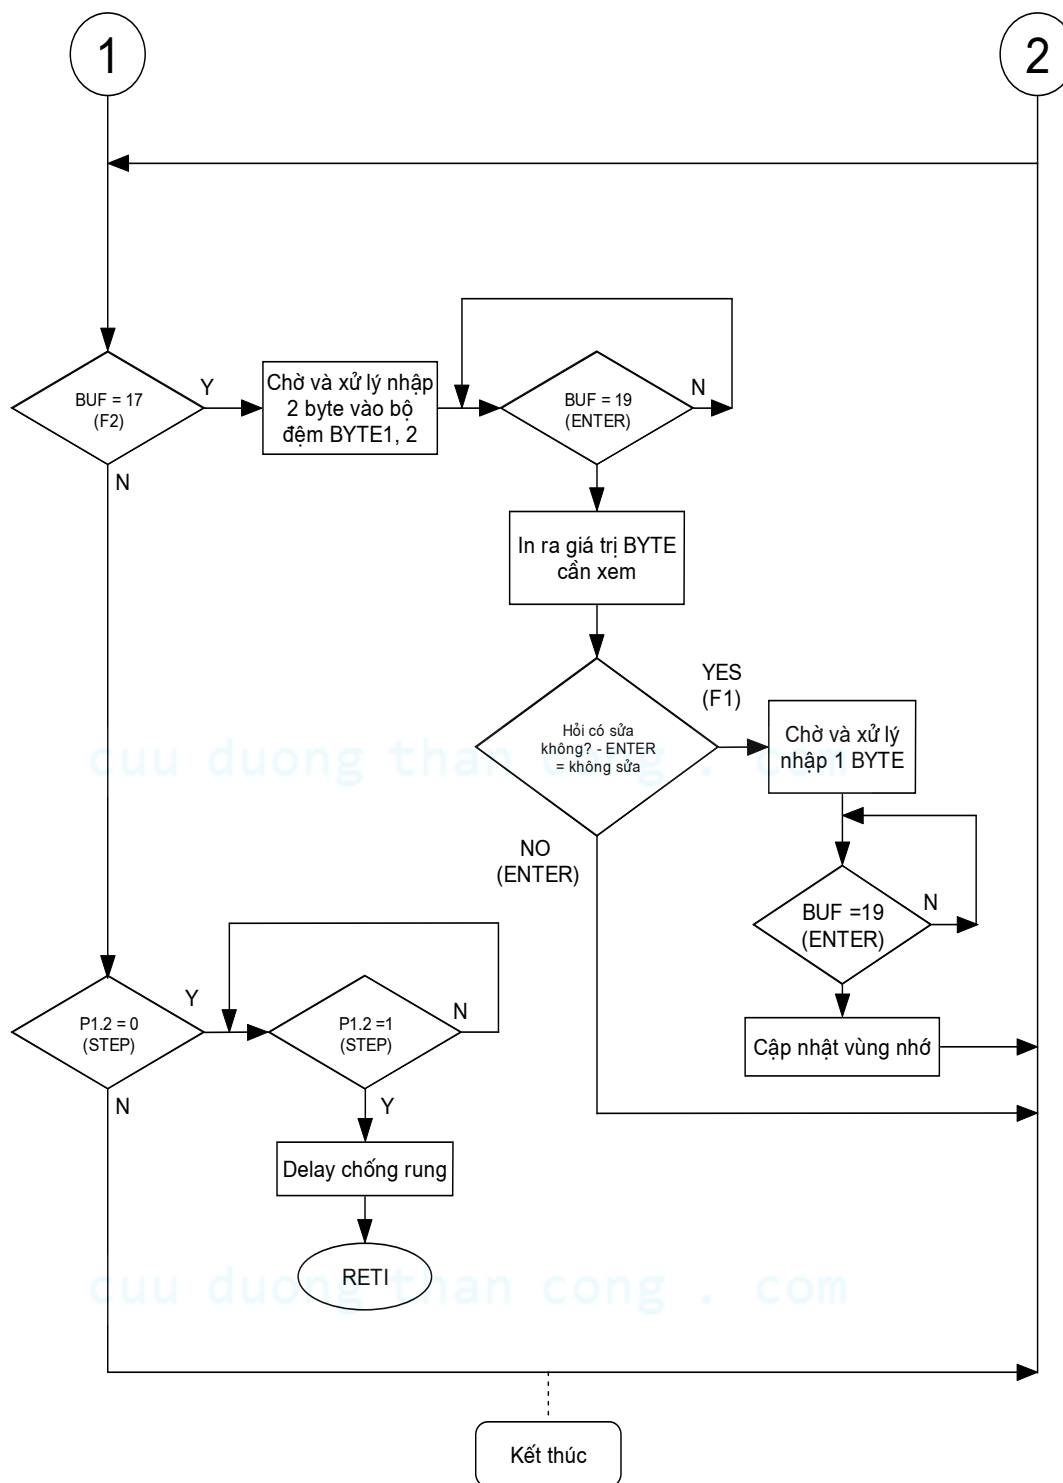 1
2
BUF = 17
(F2)
Y
N
Chờ và xử lý nhập
2 byte vào bộ
đệm BYTE1, 2
BUF = 19
(ENTER)
N
In ra giá trị BYTE
cần xem
Hỏi có sửa
không? - ENTER
= không sửa
YES
(F1)
NO
(ENTER)
Chờ và xử lý
nhập 1 BYTE
cuu duong than cong . com
BUF =19
(ENTER)
N
Cập nhật vùng nhớ
P1.2 = 0
(STEP)
Y
N
P1.2 =1
(STEP)
N
Y
Delay chống rung
RETI
cuu duong than cong . com
Kết thúc